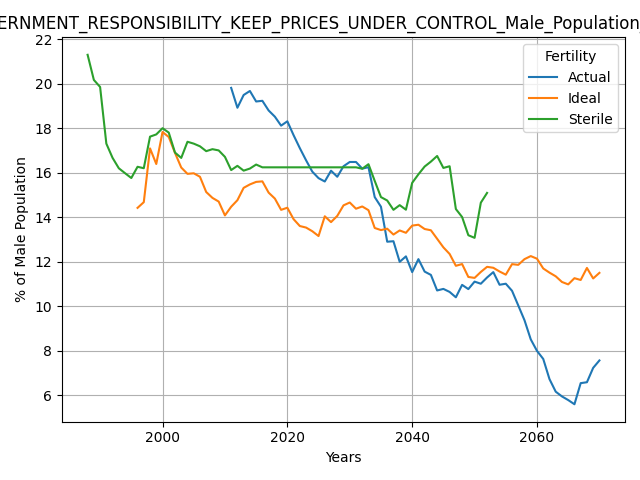 ERNMENT_RESPONSIBILITY_KEEP_PRICES_UNDER_CONTROL_Male_Population_
22
20
18
16
14
12
10
8
6
% of Male Population
Fertility
Actual
Ideal
Sterile
2000
2020
2040
2060
Years